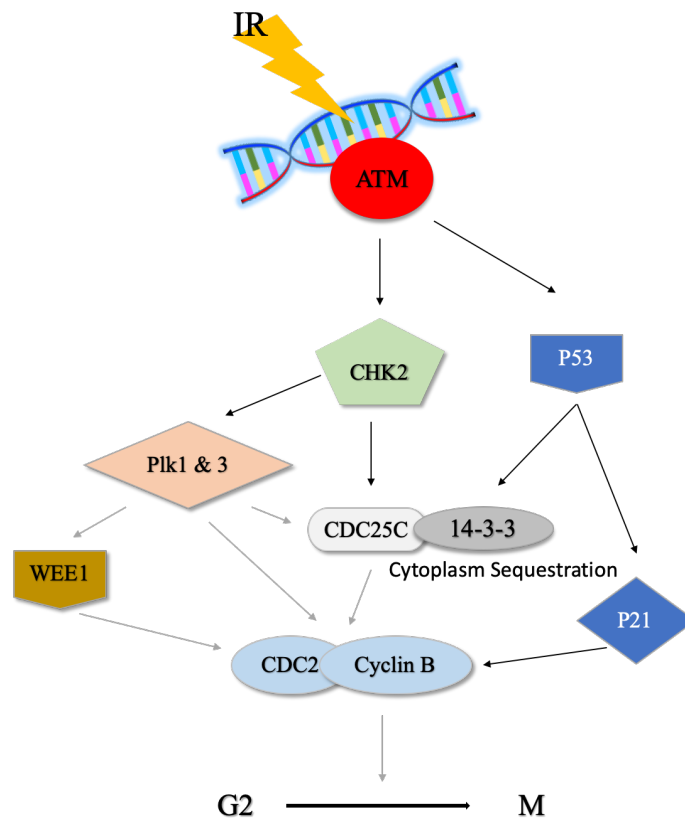 IR
ATM
CHK2
P53
Plk1 & 3
CDC25C
14-3-3
WEE1
Cytoplasm Sequestration
P21
CDC2
Cyclin B
G2
M